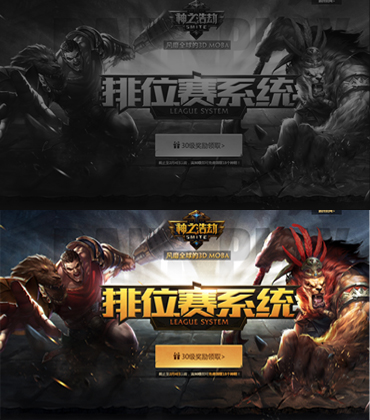 神之浩劫
SMITE
风靡全球的3D MOBA
排位赛系统
LEAGUE SYSTEM
30级奖励领取>
神之浩劫
SMITE
风靡全球的3D MOBA
排位赛系统
LEAGUE SYSTEM
30级奖励领取>